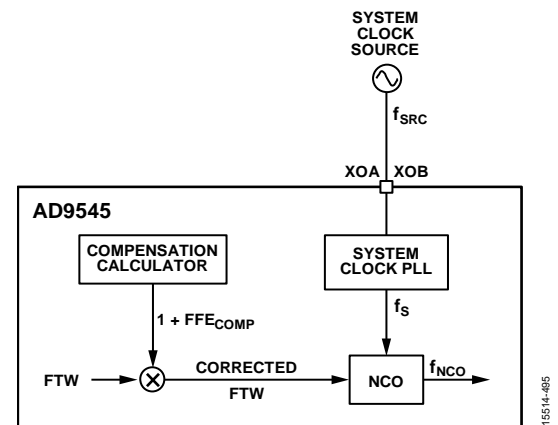 SYSTEM
CLOCK
SOURCE
fSRC
XOA XOB
AD9545
COMPENSATION
CALCULATOR
SYSTEM
CLOCK PLL
1 + FFECOMP
fS
FTW
CORRECTED
FTW
NCO
fNCO
15514-495